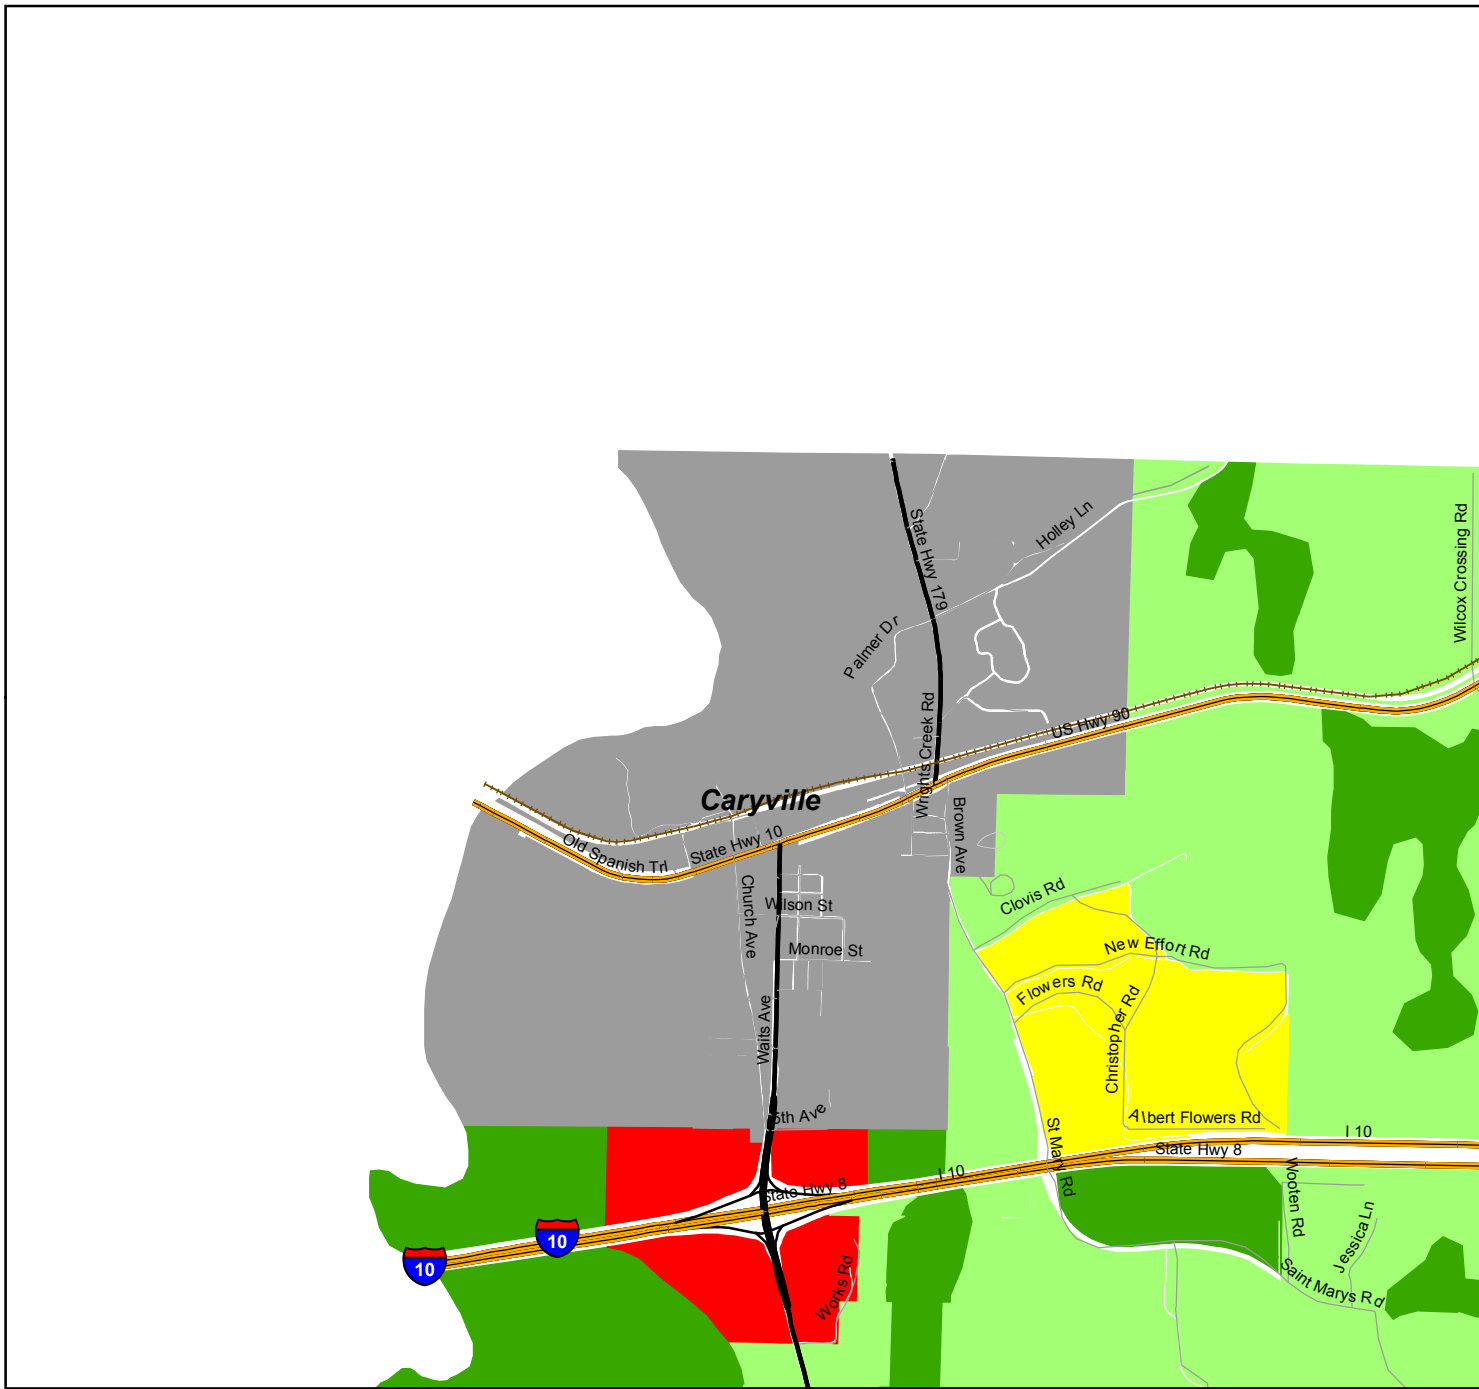 State Hwy 179
Holley Ln
Wilcox Crossing Rd
Palmer Dr
Wrights Creek Rd
US Hwy 90
Caryville
Old Spanish Trl
State Hwy 10
Brown Ave
Church Ave
Wilson St
Clovis Rd
Monroe St
New Effort Rd
Flowers Rd
Christopher Rd
Waits Ave
5th Ave
Albert Flowers Rd
I 10
State Hwy 8
St Mary Rd
I 10
State Hwy 8
Wooten Rd
Jessica Ln
10
10
Works Rd
Saint Marys Rd